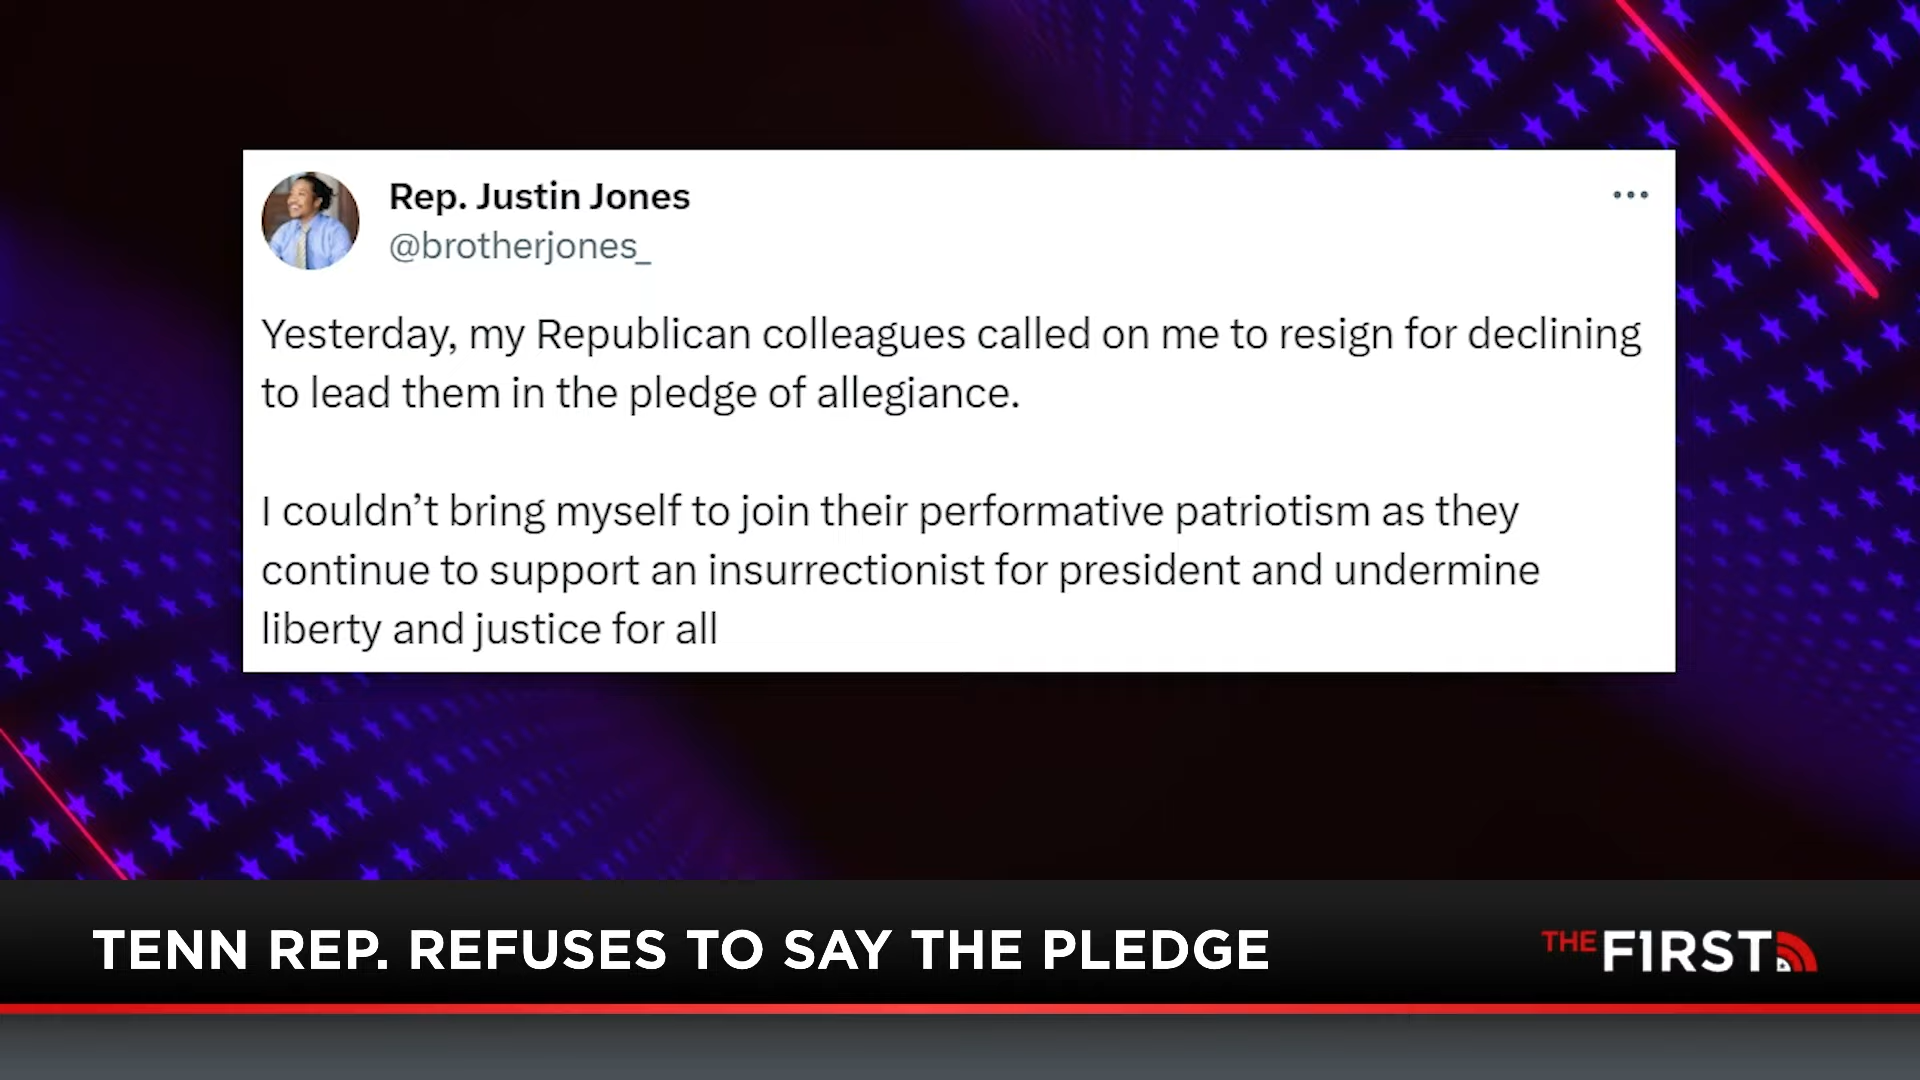 Rep. Justin Jones
@brotherjones_
Yesterday, my Republican colleagues called on me to resign for declining
to lead them in the pledge of allegiance.
I couldn’t bring myself to join their performative patriotism as they
continue to support an insurrectionist for president and undermine
liberty and justice for all
TENN REP. REFUSES TO SAY THE PLEDGE
THE FIRST